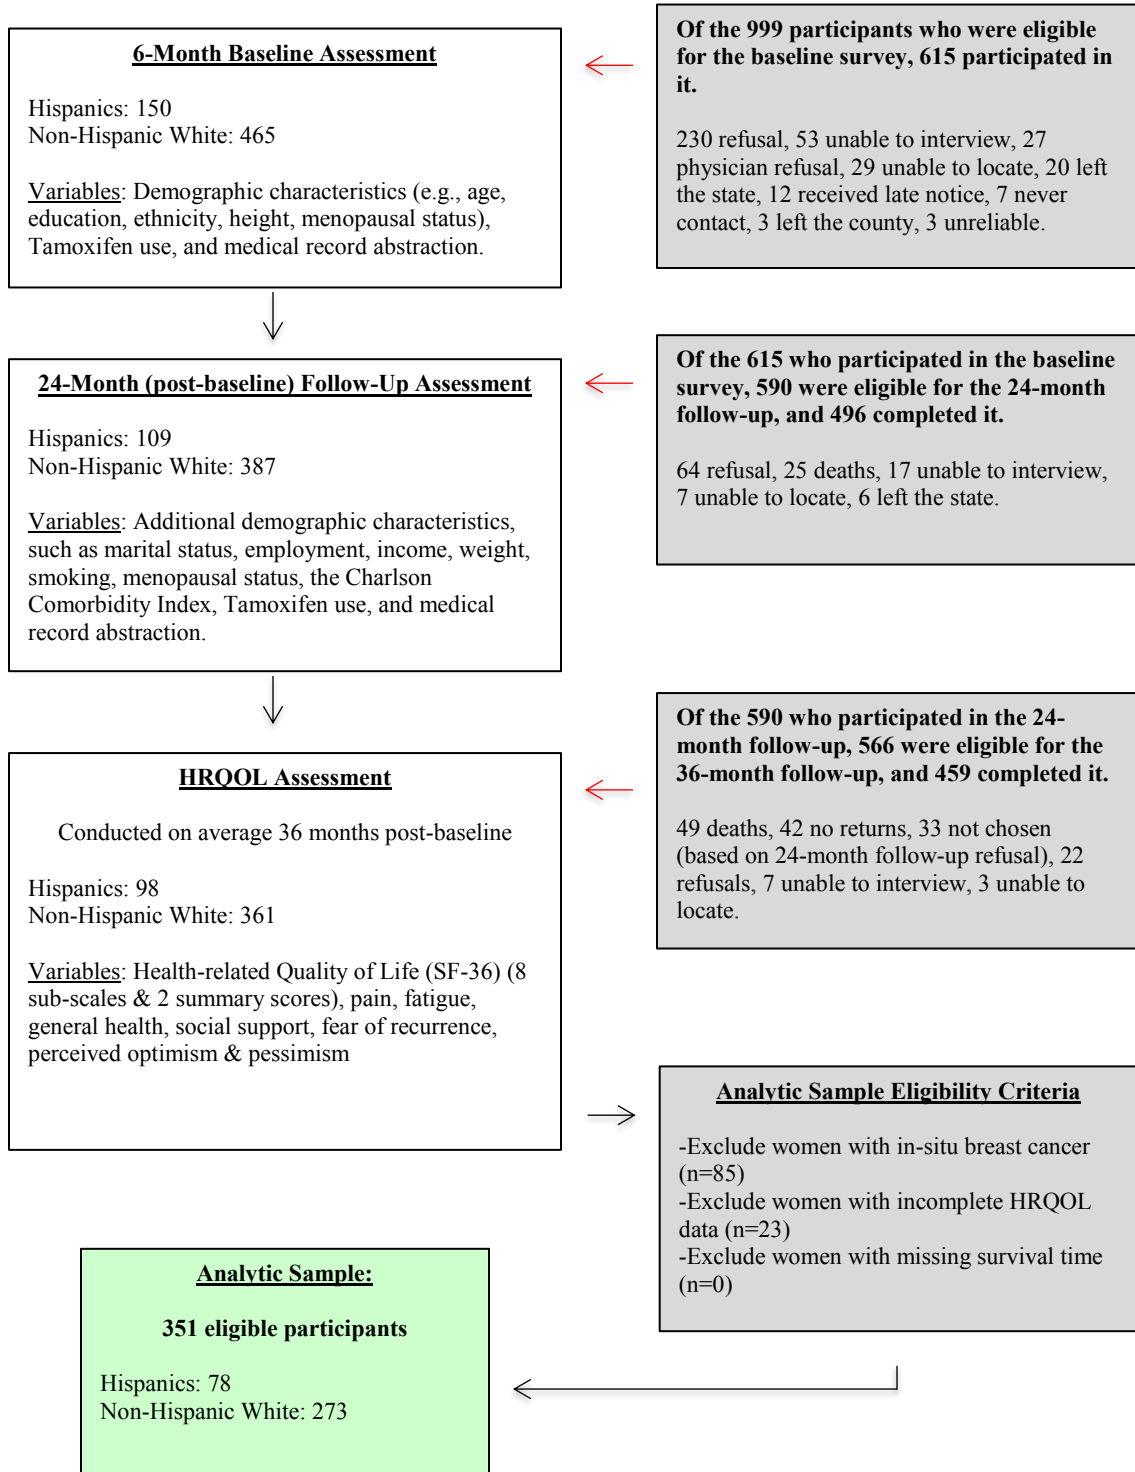 6-Month Baseline Assessment
Hispanics: 150
Non-Hispanic White: 465
Variables: Demographic characteristics (e.g., age,
education, ethnicity, height, menopausal status),
Tamoxifen use, and medical record abstraction.
Of the 999 participants who were eligible
for the baseline survey, 615 participated in
it.
230 refusal, 53 unable to interview, 27
physician refusal, 29 unable to locate, 20 left
the state, 12 received late notice, 7 never
contact, 3 left the county, 3 unreliable.
24-Month (post-baseline) Follow-Up Assessment
Hispanics: 109
Non-Hispanic White: 387
Variables: Additional demographic characteristics,
such as marital status, employment, income, weight,
smoking, menopausal status, the Charlson
Comorbidity Index, Tamoxifen use, and medical
record abstraction.
Of the 615 who participated in the baseline
survey, 590 were eligible for the 24-month
follow-up, and 496 completed it.
64 refusal, 25 deaths, 17 unable to interview,
7 unable to locate, 6 left the state.
HRQOL Assessment
Conducted on average 36 months post-baseline
Hispanics: 98
Non-Hispanic White: 361
Variables: Health-related Quality of Life (SF-36) (8
sub-scales & 2 summary scores), pain, fatigue,
general health, social support, fear of recurrence,
perceived optimism & pessimism
Of the 590 who participated in the 24-
month follow-up, 566 were eligible for the
36-month follow-up, and 459 completed it.
49 deaths, 42 no returns, 33 not chosen
(based on 24-month follow-up refusal), 22
refusals, 7 unable to interview, 3 unable to
locate.
Analytic Sample Eligibility Criteria
-Exclude women with in-situ breast cancer
(n=85)
-Exclude women with incomplete HRQOL
data (n=23)
-Exclude women with missing survival time
(n=0)
Analytic Sample:
351 eligible participants
Hispanics: 78
Non-Hispanic White: 273